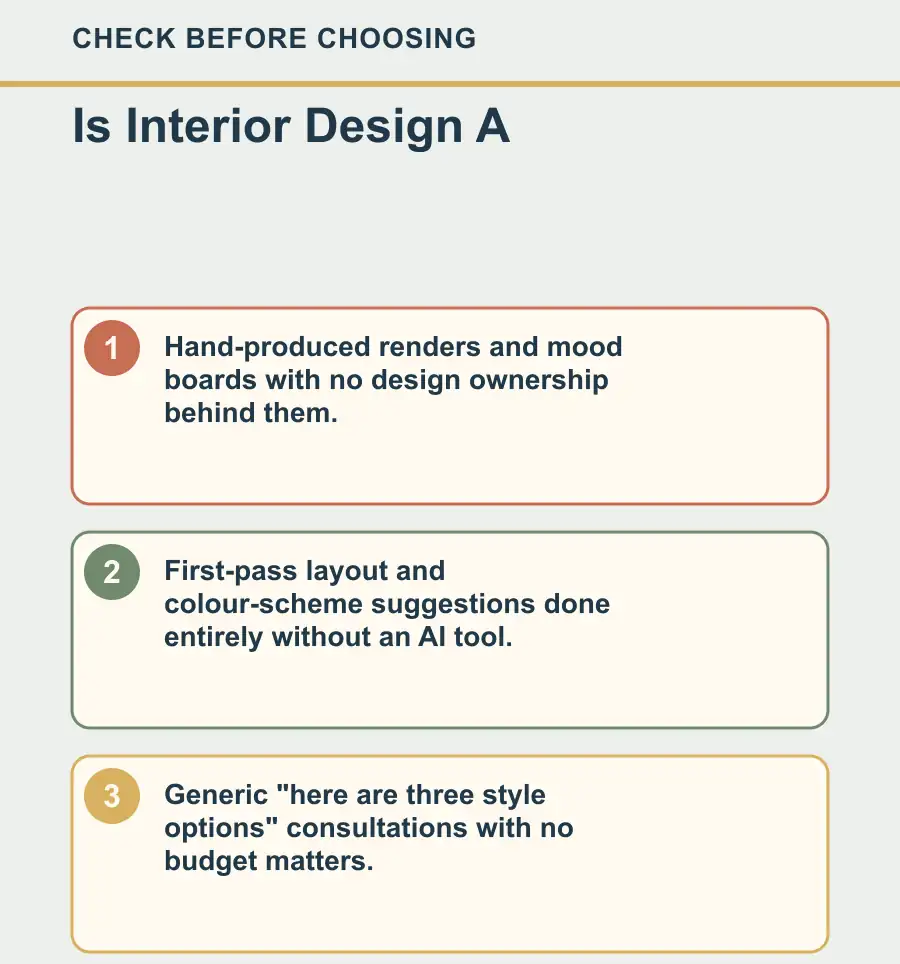 CHECK BEFORE CHOOSING
Is Interior Design A
1
Hand-produced renders and mood
boards with no design ownership
behind them.
2
First-pass layout and
colour-scheme suggestions done
entirely without an AI tool.
3
Generic "here are three style
options" consultations with no
budget matters.